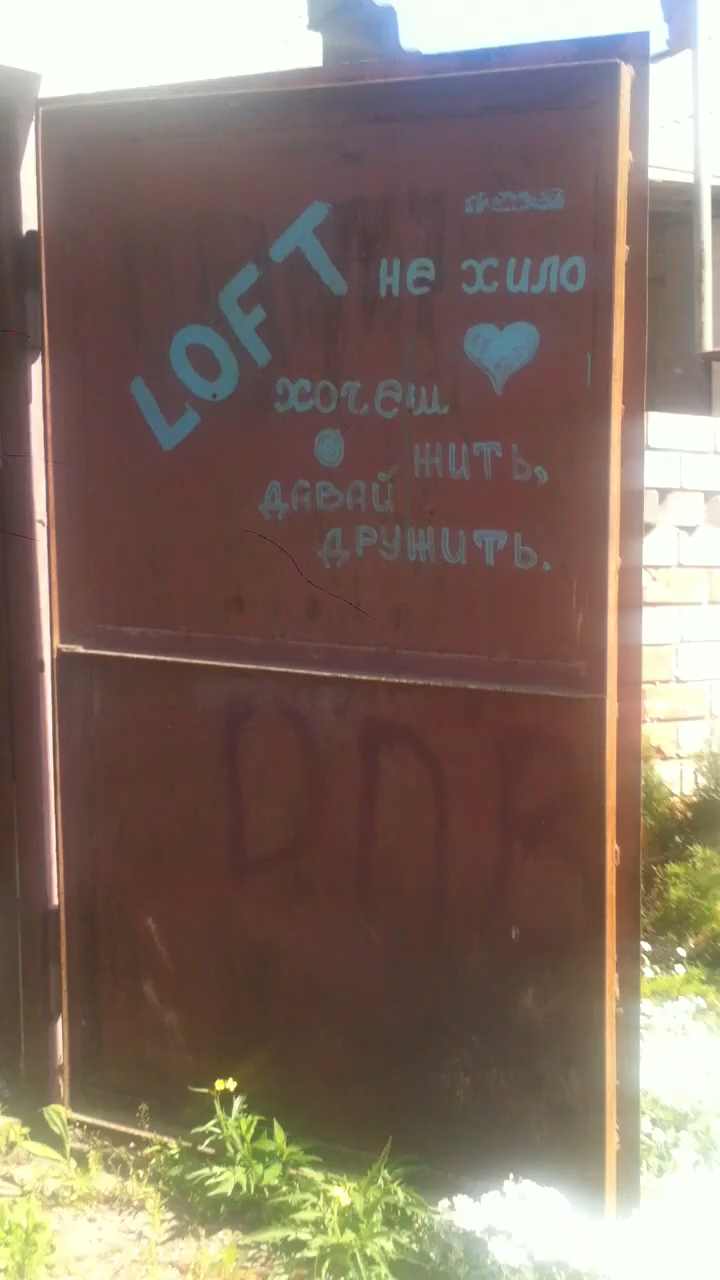 LOFT
не хило
хочеш
жить,
давай
дружить.